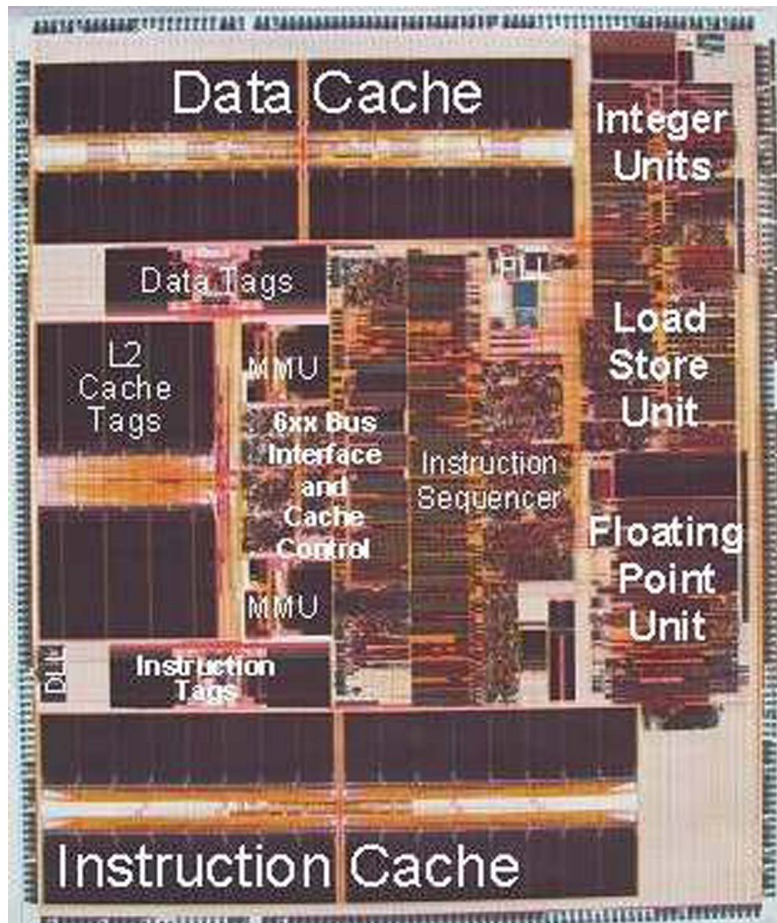 Data Cache
Integer
Units
Data Tags
PLL
L2
Cache
Tags
MMU
Load
Store
Unit
6xx Bus
Interface
and
Cache
Control
Instruction
Sequencer
Floating
Point
Unit
MMU
DLL
Instruction
Tags
Instruction Cache